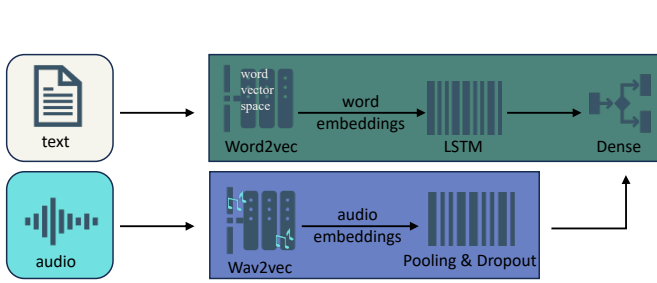 text
word
vector
space
Word2vec
word
embeddings
LSTM
Dense
audio
Wav2vec
audio
embeddings
Pooling & Dropout